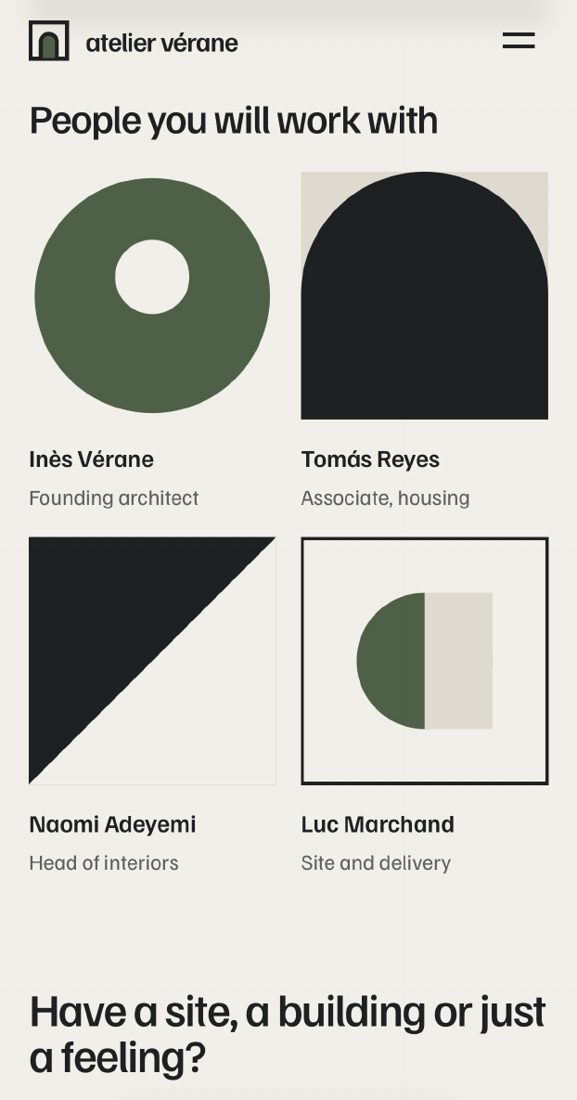 atelier vérane
People you will work with
Inès Vérane
Founding architect
Tomás Reyes
Associate, housing
Naomi Adeyemi
Head of interiors
Luc Marchand
Site and delivery
Have a site, a building or just
a feeling?